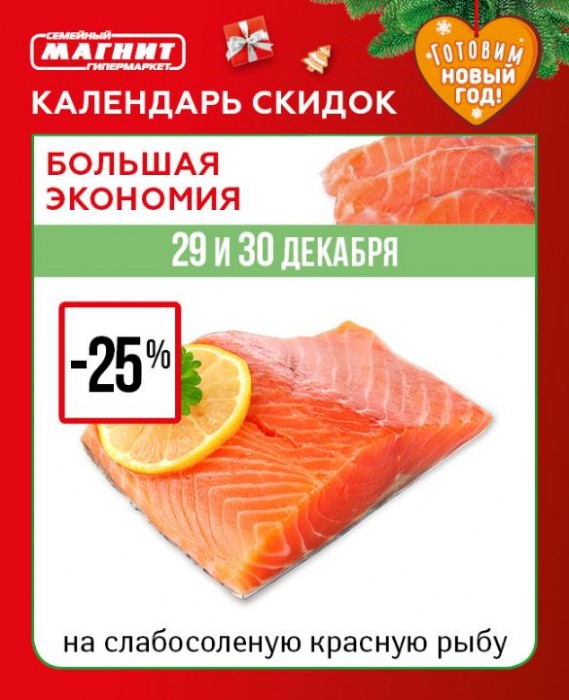 СЕМЕЙНЫЙ
МАГНИТ
ГИПЕРМАРКЕТ
ГОТОВИМ
НОВЫЙ
ГОД!
КАЛЕНДАРЬ СКИДОК
БОЛЬШАЯ
ЭКОНОМИЯ
29 И 30 ДЕКАБРЯ
-25%
на слабосоленую красную рыбу